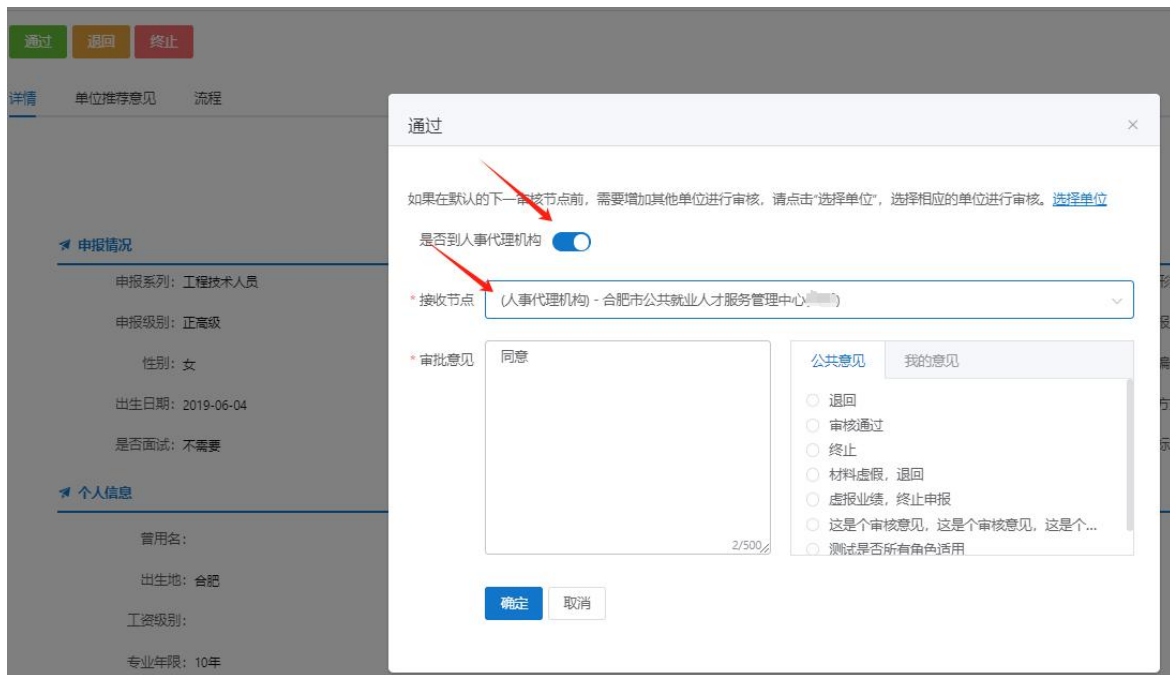 通过 退回 终止
详情 单位推荐意见 流程
通过
如果在默认的下一审核节点前，需要增加其他单位进行审核，请点击“选择单位”，选择相应的单位进行审核。选择单位
是否到人事代理机构
申报情况
申报系列：工程技术人员
* 接收节点 (人事代理机构) - 合肥市公共就业人才服务管理中心 )
申报级别：正高级
* 审批意见 同意
公共意见 我的意见
性别：女
退回
出生日期：2019-06-04
审核通过
是否面试：不需要
终止
材料虚假，退回
个人信息
虚报业绩，终止申报
这是个审核意见，这是个审核意见，这是个...
曾用名：
2/500
测试是否所有角色适用
出生地：合肥
确定 取消
工资级别：
专业年限：10年